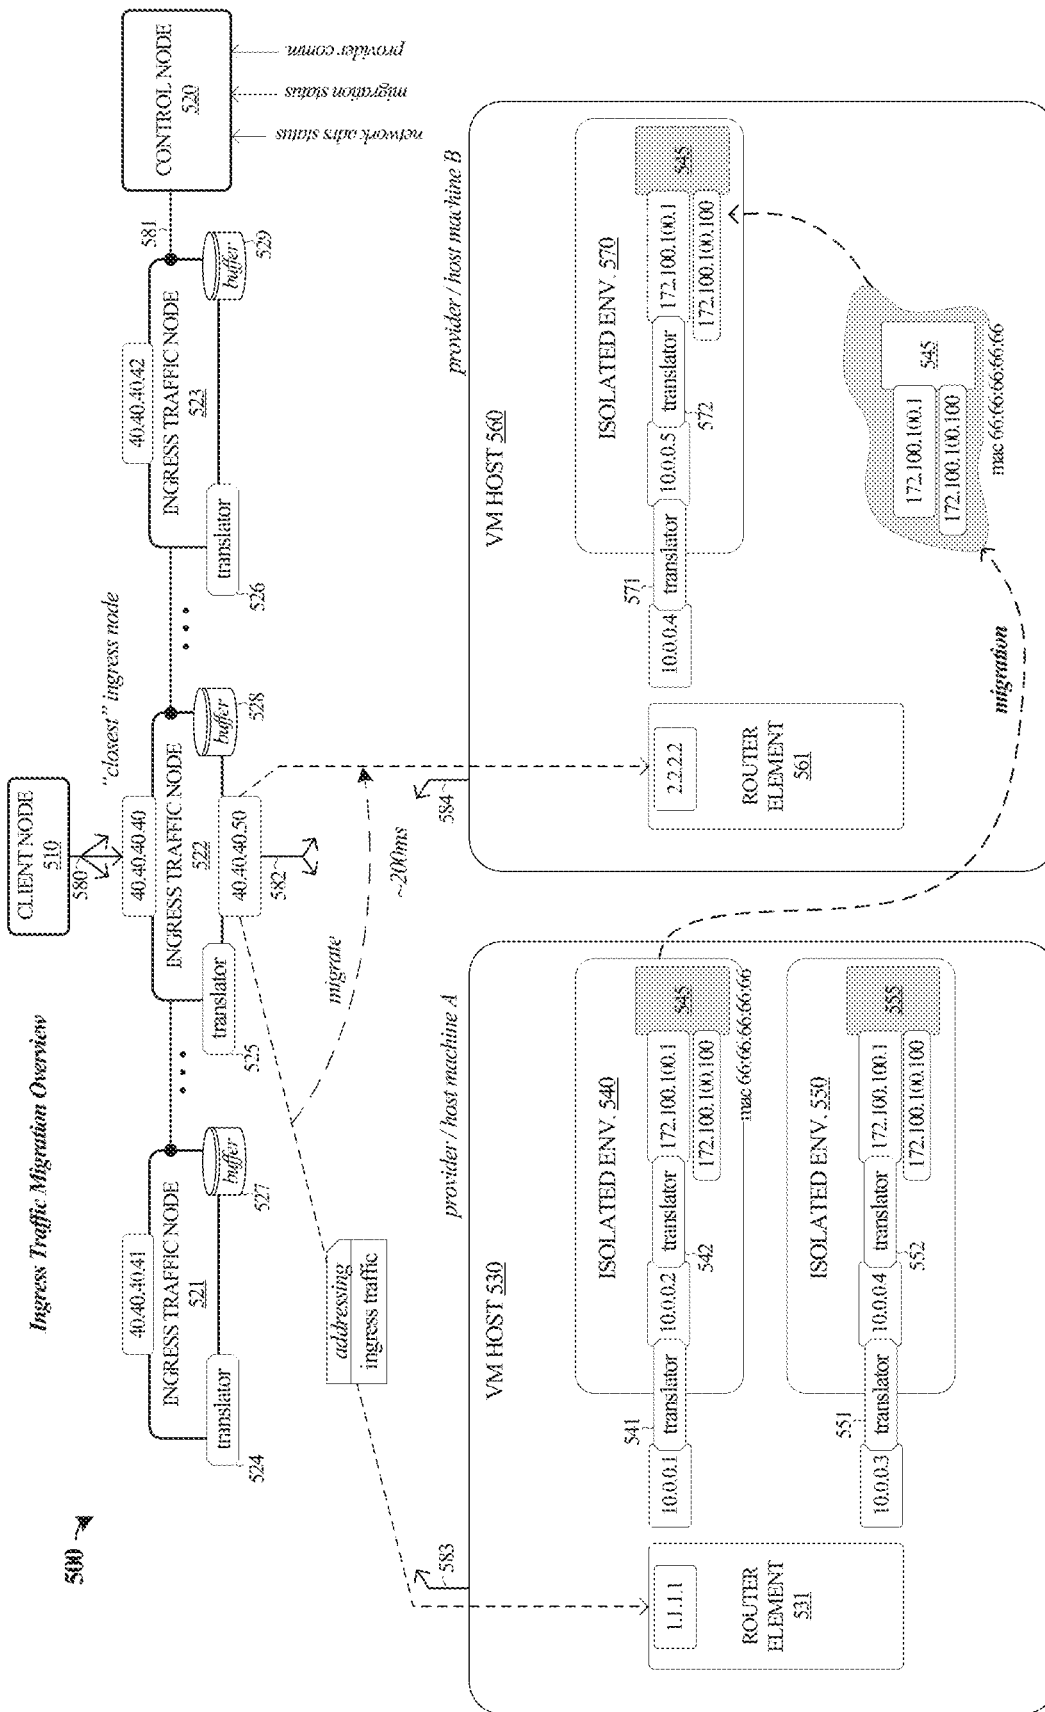 Ingress Traffic Migration Overview
500
CLIENT NODE
510
580
"closest" ingress node
40.40.40.41
INGRESS TRAFFIC NODE
521
translator
524
buffer
527
• • •
40.40.40.40
INGRESS TRAFFIC NODE
522
translator
525
40.40.40.50
buffer
528
582
• • •
40.40.40.42
INGRESS TRAFFIC NODE
523
translator
526
buffer
529
581
CONTROL NODE
520
network adrs status
migration status
provider comm.
addressing
ingress traffic
migrate
~200ms
583
584
provider / host machine A
VM HOST 530
1.1.1.1
ROUTER
ELEMENT
531
ISOLATED ENV. 540
541
10.0.0.1
translator
10.0.0.2
translator
542
172.100.100.1
172.100.100.100
545
mac 66:66:66:66:66
ISOLATED ENV. 550
551
10.0.0.3
translator
10.0.0.4
translator
552
172.100.100.1
172.100.100.100
555
provider / host machine B
VM HOST 560
2.2.2.2
ROUTER
ELEMENT
561
ISOLATED ENV. 570
571
10.0.0.4
translator
10.0.0.5
translator
572
172.100.100.1
172.100.100.100
545
migration
172.100.100.1
172.100.100.100
545
mac 66:66:66:66:66